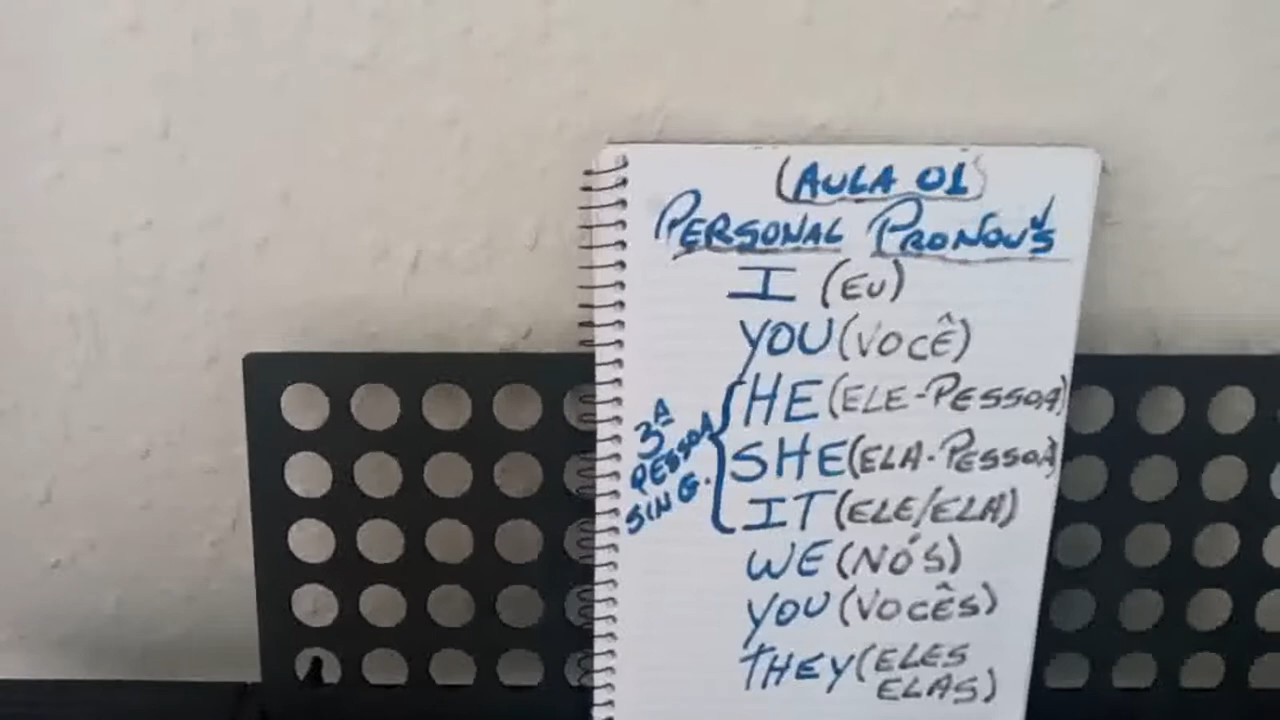 (AULA 01)
PERSONAL PRONOUNS
I (EU)
YOU (VOCÊ)
HE (ELE-PESSOA)
SHE (ELA-PESSOA)
IT (ELE/ELA)
3ª
PESSOA
SING.
WE (NÓS)
YOU (VOCÊS)
THEY (ELES
ELAS)